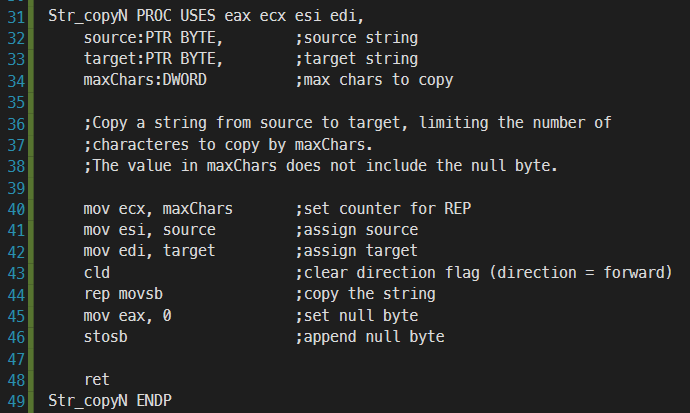 31 Str_copyN PROC USES eax ecx esi edi,
32     source:PTR BYTE,        ;source string
33     target:PTR BYTE,        ;target string
34     maxChars:DWORD          ;max chars to copy
35
36     ;Copy a string from source to target, limiting the number of
37     ;characteres to copy by maxChars.
38     ;The value in maxChars does not include the null byte.
39
40     mov ecx, maxChars       ;set counter for REP
41     mov esi, source         ;assign source
42     mov edi, target         ;assign target
43     cld                     ;clear direction flag (direction = forward)
44     rep movsb               ;copy the string
45     mov eax, 0              ;set null byte
46     stosb                   ;append null byte
47
48     ret
49 Str_copyN ENDP